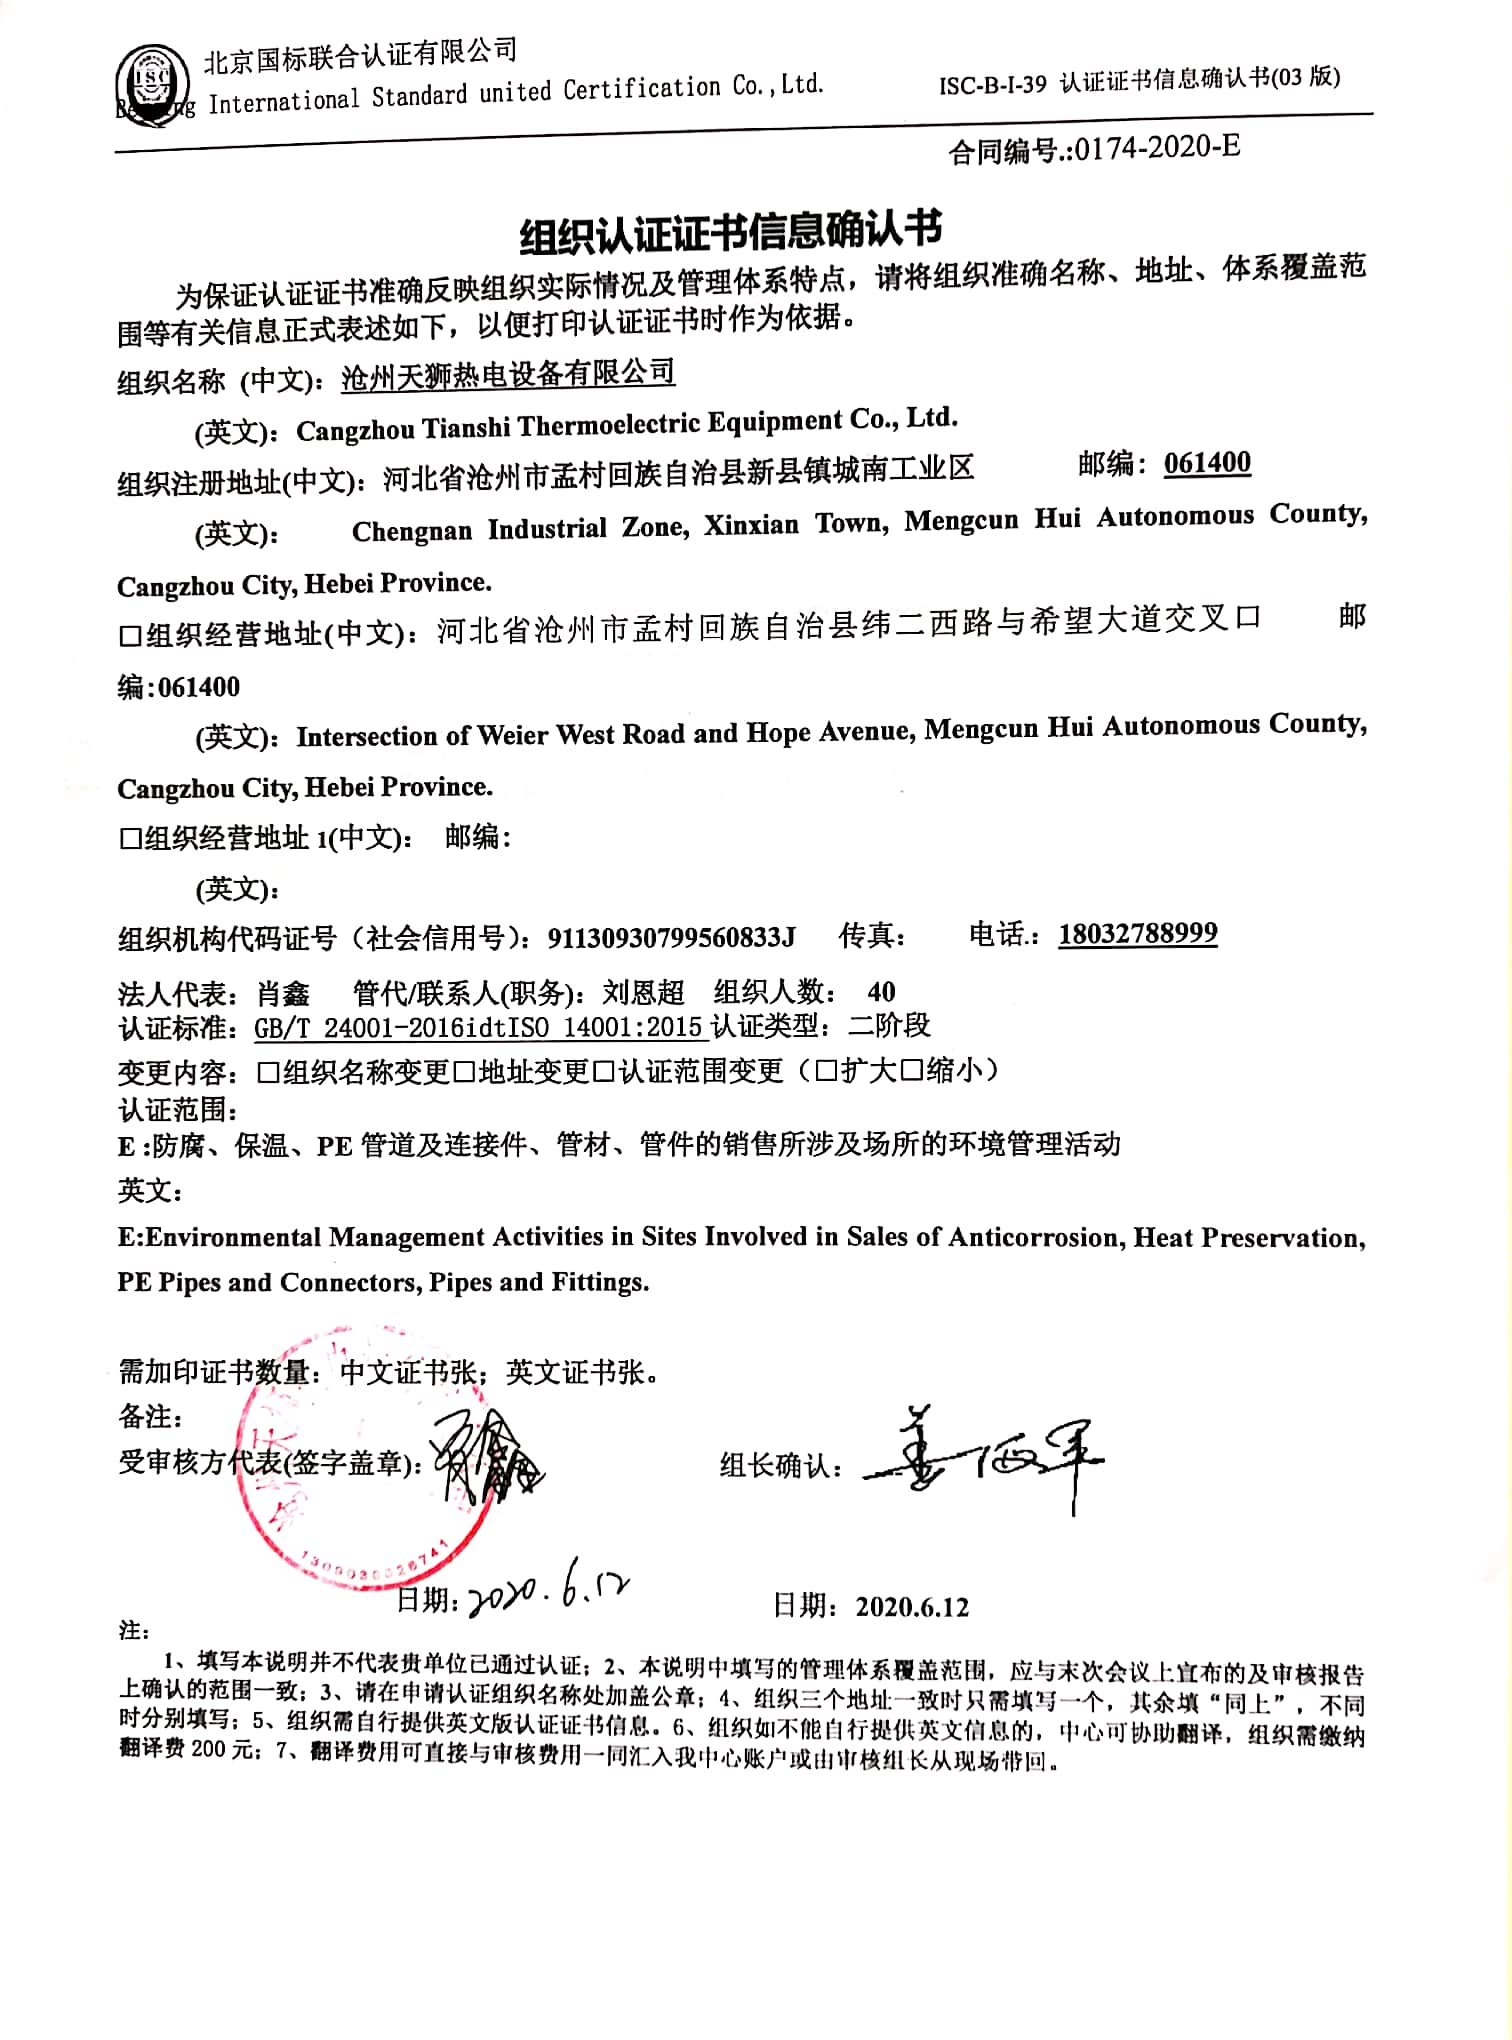 北京国标联合认证有限公司
Beijing International Standard united Certification Co.,Ltd.
ISC-B-I-39 认证证书信息确认书(03 版)
ISC
合同编号.:0174-2020-E
组织认证证书信息确认书
为保证认证证书准确反映组织实际情况及管理体系特点，请将组织准确名称、地址、体系覆盖范
围等有关信息正式表述如下，以便打印认证证书时作为依据。
组织名称 (中文)：沧州天狮热电设备有限公司
(英文)：Cangzhou Tianshi Thermoelectric Equipment Co., Ltd.
组织注册地址(中文)：河北省沧州市孟村回族自治县新县镇城南工业区 邮编：061400
(英文)： Chengnan Industrial Zone, Xinxian Town, Mengcun Hui Autonomous County,
Cangzhou City, Hebei Province.
□组织经营地址(中文)：河北省沧州市孟村回族自治县纬二西路与希望大道交叉口 邮
编:061400
(英文)：Intersection of Weier West Road and Hope Avenue, Mengcun Hui Autonomous County,
Cangzhou City, Hebei Province.
□组织经营地址 1(中文)： 邮编：
(英文)：
组织机构代码证号（社会信用号）：91130930799560833J 传真： 电话.：18032788999
法人代表：肖鑫 管代/联系人(职务)：刘恩超 组织人数： 40
认证标准：GB/T 24001-2016idtISO 14001:2015 认证类型：二阶段
变更内容：□组织名称变更□地址变更□认证范围变更（□扩大□缩小）
认证范围：
E :防腐、保温、PE 管道及连接件、管材、管件的销售所涉及场所的环境管理活动
英文：
E:Environmental Management Activities in Sites Involved in Sales of Anticorrosion, Heat Preservation,
PE Pipes and Connectors, Pipes and Fittings.
需加印证书数量：中文证书张；英文证书张。
备注：
受审核方代表(签字盖章)： 组长确认：
日期：2020.6.12 日期：2020.6.12
注：
1、填写本说明并不代表贵单位已通过认证；2、本说明中填写的管理体系覆盖范围，应与末次会议上宣布的及审核报告
上确认的范围一致；3、请在申请认证组织名称处加盖公章；4、组织三个地址一致时只需填写一个，其余填“同上”，不同
时分别填写；5、组织需自行提供英文版认证证书信息。6、组织如不能自行提供英文信息的，中心可协助翻译，组织需缴纳
翻译费 200 元；7、翻译费用可直接与审核费用一同汇入我中心账户或由审核组长从现场带回。